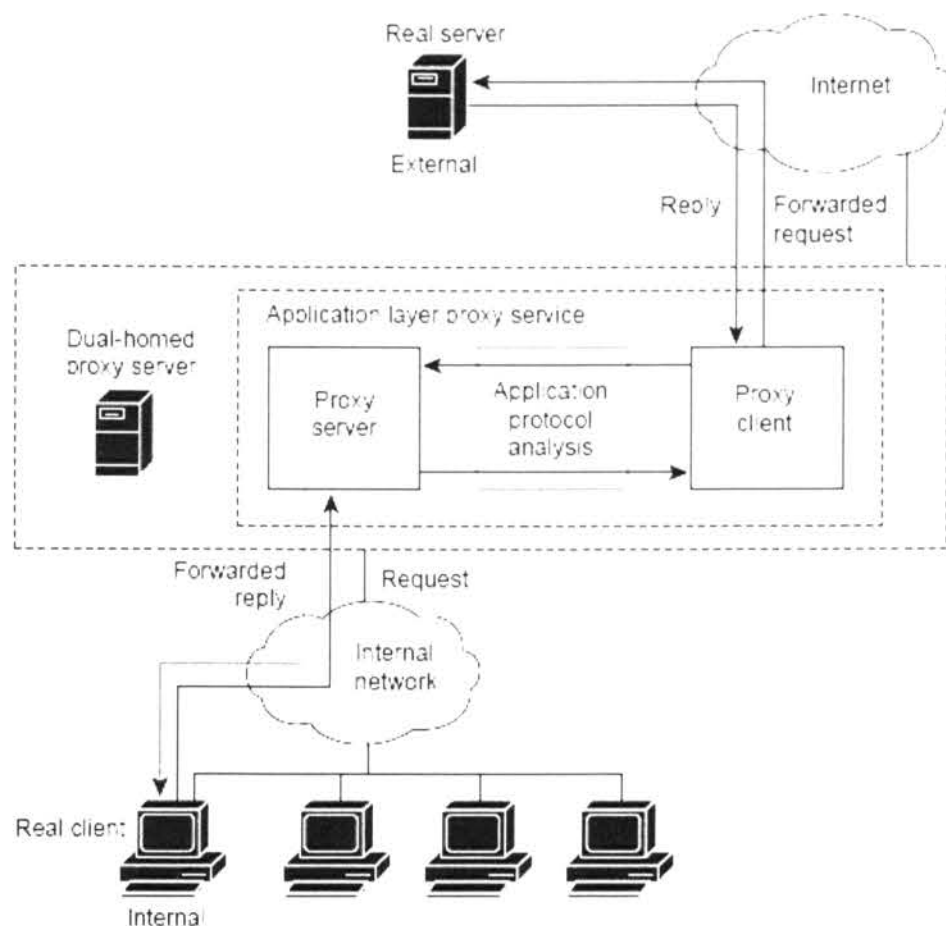 Real server
Internet
External
Reply
Forwarded
request
Application layer proxy service
Dual-homed
proxy server
Proxy
server
Application
protocol
analysis
Proxy
client
Forwarded
reply
Request
Internal
network
Real client
Internal